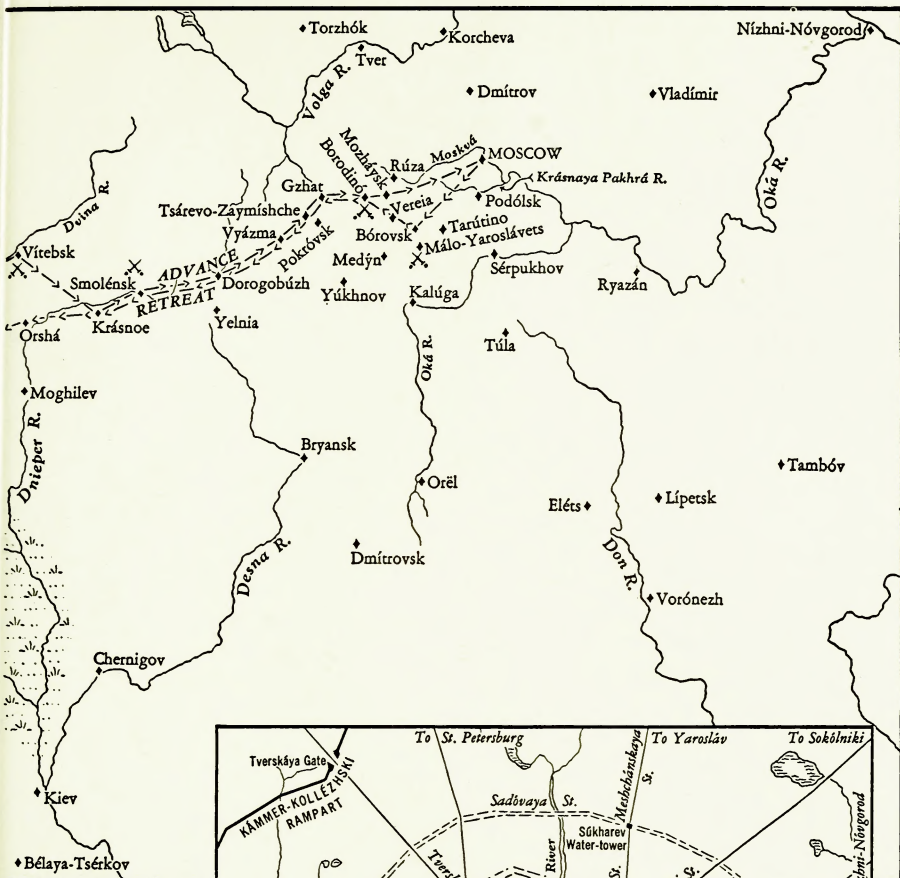 Torzhók
Korcheva
Nízhni-Nóvgorod
Tver
Volga R.
Dmítrov
Vladímir
Mozháysk
Borodinó
Rúza
Moskvá
MOSCOW
Krásnaya Pakhrá R.
Oká R.
Dvina R.
Gzhat
Vereia
Podólsk
Tsárevo-Zaymíshche
Tarútino
Vyázma
Pokróvsk
Bórovsk
Málo-Yaroslávets
Vítebsk
ADVANCE
Medýn
Sérpukhov
Smolénsk
RETREAT
Dorogobúzh
Yúkhnov
Kalúga
Ryazán
Orshá
Krásnoe
Yelnia
Túla
Oká R.
Moghilev
Dnieper R.
Bryansk
Orël
Tambóv
Eléts
Lípetsk
Desna R.
Dmítrovsk
Don R.
Vorónezh
Chernigov
Kiev
Bélaya-Tsérkov
To St. Petersburg
To Yarosláv
To Sokólniki
Tverskáya Gate
KÁMMER-KOLLÉZHSKI
RAMPART
Meshchánskaya
St.
Sadóvaya St.
Súkharev
Water-tower
River
St.
St.